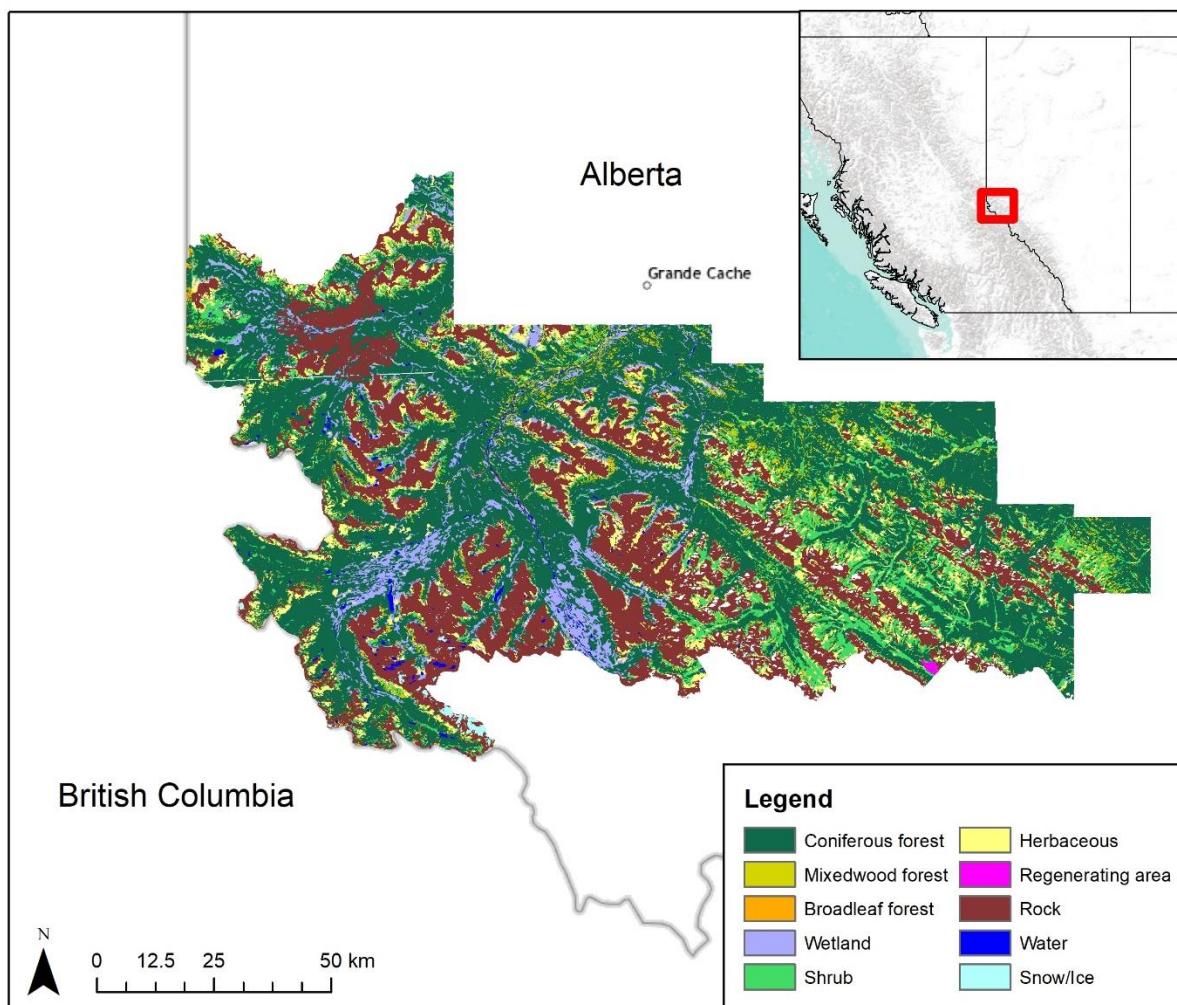 Alberta
Grande Cache
British Columbia
Legend
Coniferous forest
Mixedwood forest
Broadleaf forest
Wetland
Shrub
Herbaceous
Regenerating area
Rock
Water
Snow/Ice
N
0 12.5 25 50 km